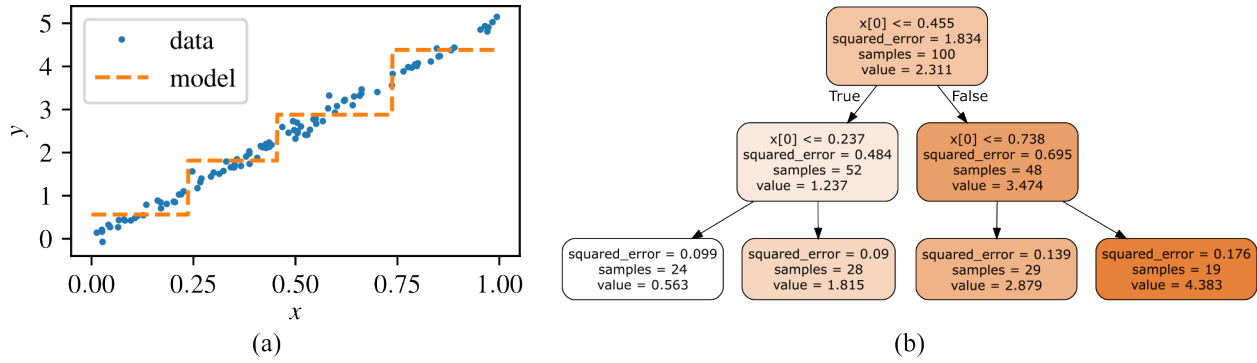 data
model
5
4
3
2
1
0
y
0.00 0.25 0.50 0.75 1.00
x
(a)
x[0] <= 0.455
squared_error = 1.834
samples = 100
value = 2.311
True
False
x[0] <= 0.237
squared_error = 0.484
samples = 52
value = 1.237
x[0] <= 0.738
squared_error = 0.695
samples = 48
value = 3.474
squared_error = 0.099
samples = 24
value = 0.563
squared_error = 0.09
samples = 28
value = 1.815
squared_error = 0.139
samples = 29
value = 2.879
squared_error = 0.176
samples = 19
value = 4.383
(b)